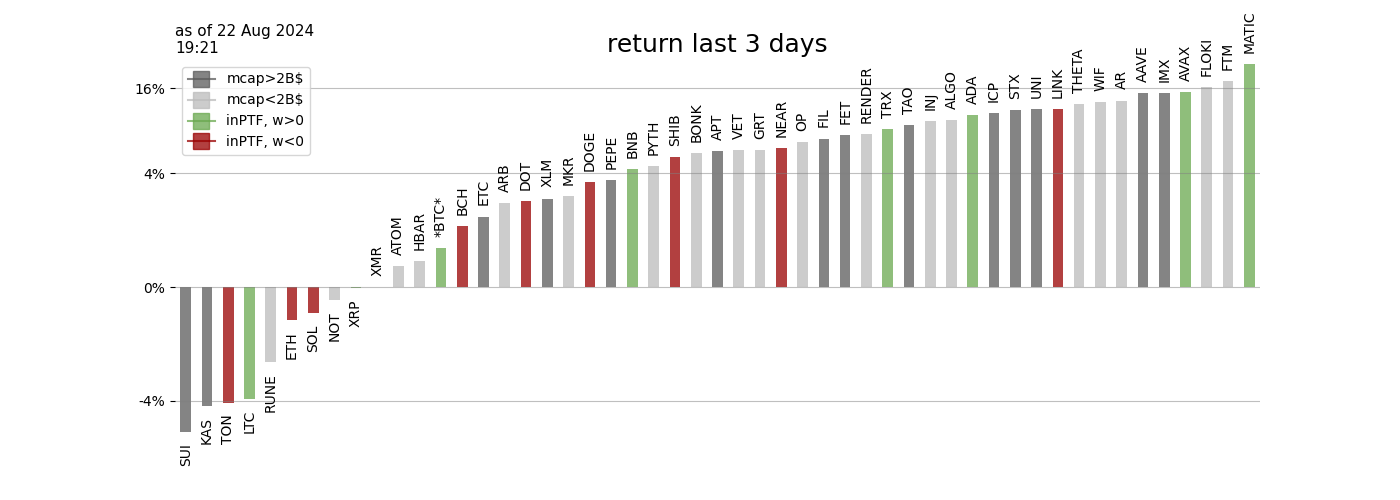 as of 22 Aug 2024
19:21
return last 3 days
mcap>2B$
mcap<2B$
inPTF, w>0
inPTF, w<0
16%
4%
0%
-4%
SUI
KAS
TON
LTC
RUNE
ETH
SOL
NOT
XRP
XMR
ATOM
HBAR
*BTC*
BCH
ETC
ARB
DOT
XLM
MKR
DOGE
PEPE
BNB
PYTH
SHIB
BONK
APT
VET
GRT
NEAR
OP
FIL
FET
RENDER
TRX
TAO
INJ
ALGO
ADA
ICP
STX
UNI
LINK
THETA
WIF
AR
AAVE
IMX
AVAX
FLOKI
FTM
MATIC